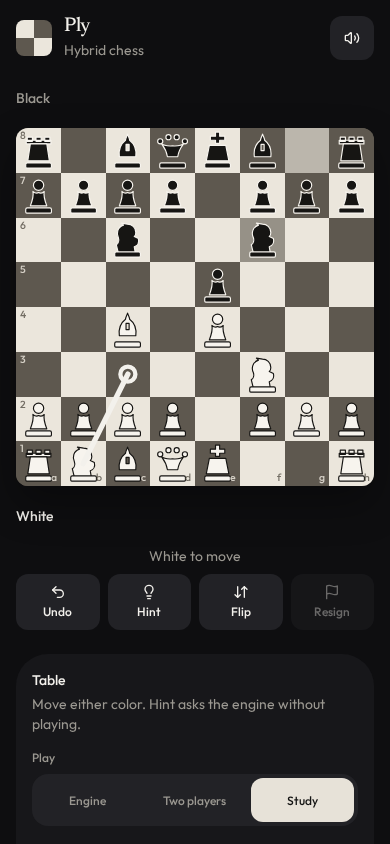 Ply
Hybrid chess
Black
8
7
6
5
4
3
2
1
a b c d e f g h
White
White to move
Undo Hint Flip Resign
Table
Move either color. Hint asks the engine without
playing.
Play
Engine Two players Study